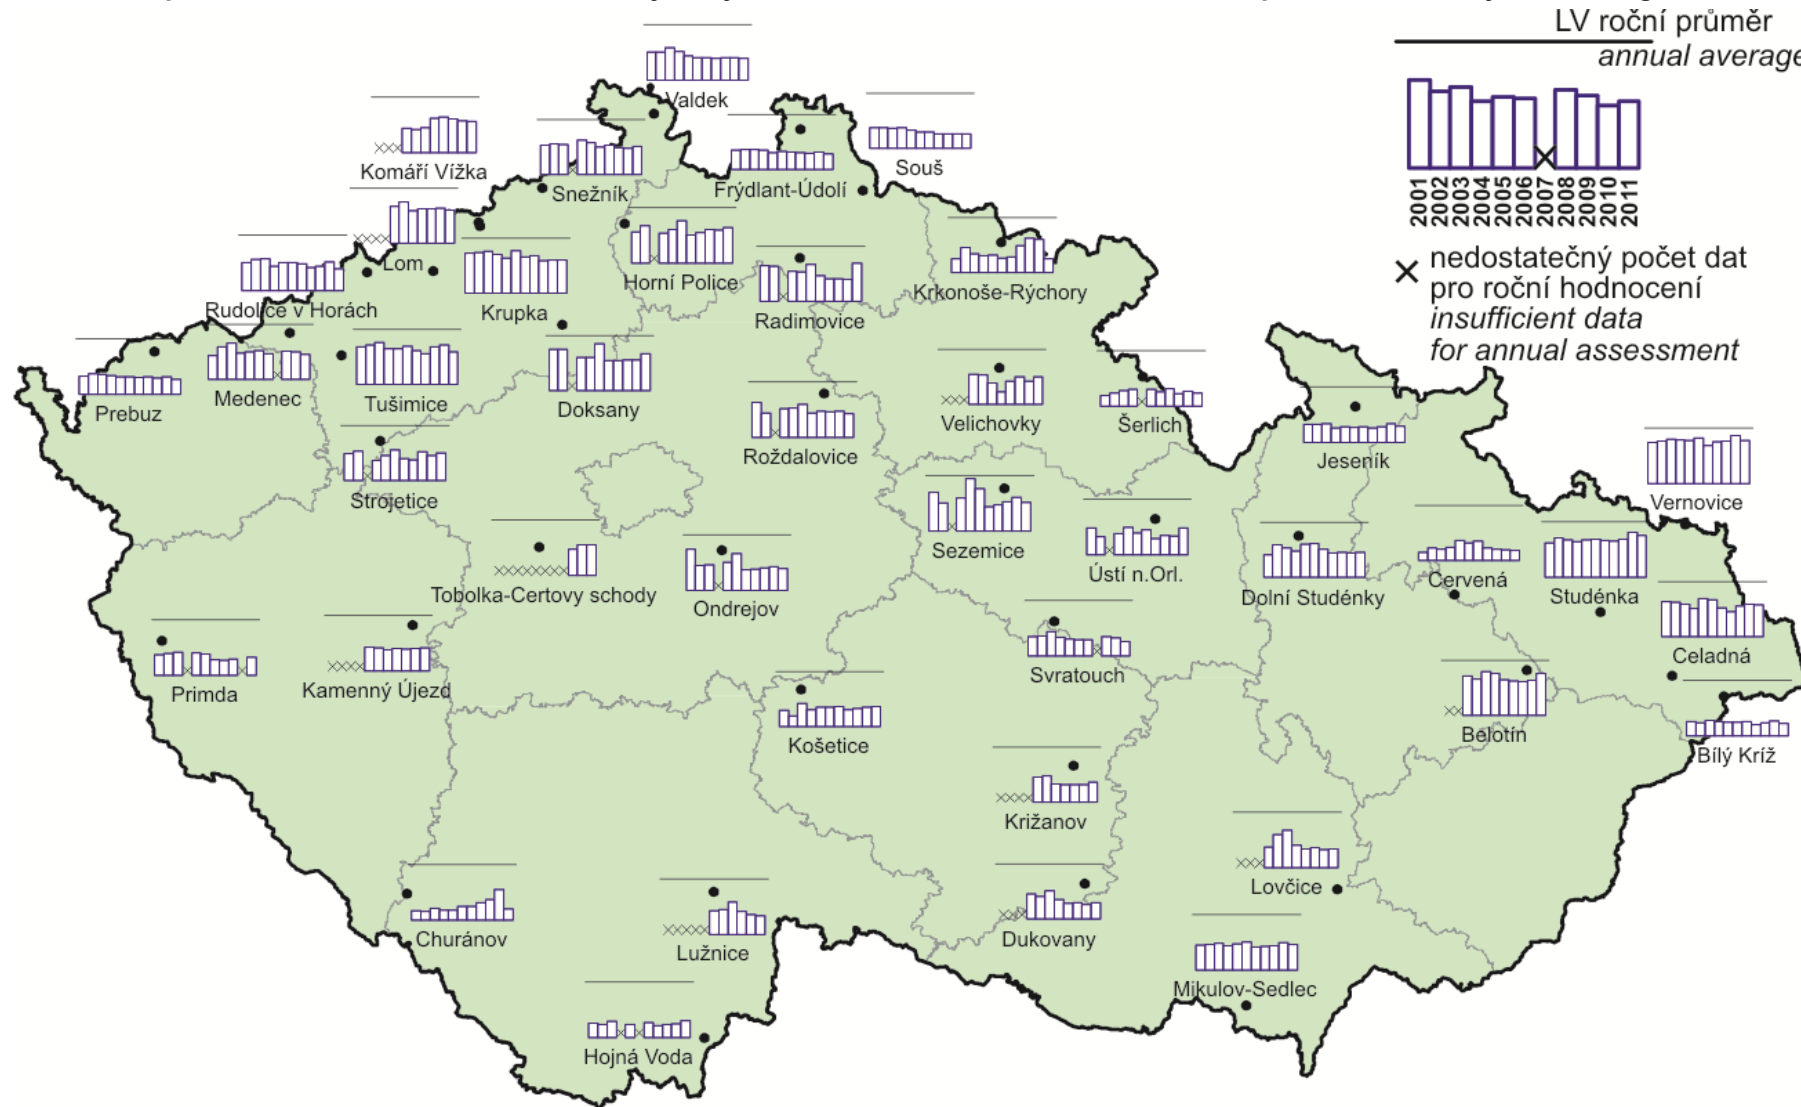 LV roční průměr
annual average
2001 2002 2003 2004 2005 2006 2007 2008 2009 2010 2011
nedostatečný počet dat
pro roční hodnocení
insufficient data
for annual assessment
Valdek
Komáří Vížka
Snežník
Frýdlant-Údolí
Souš
Lom
Rudolice v Horách
Krupka
Horní Police
Radimovice
Krkonoše-Rýchory
Prebuz
Medenec
Tušimice
Doksany
Roždalovice
Velichovky
Šerlich
Jeseník
Vernovice
Strojetice
Sezemice
Ústí n.Orl.
Dolní Studénky
Červená
Studénka
Tobolka-Certovy schody
Ondrejov
Celadná
Primda
Kamenný Újezd
Svratouch
Košetice
Belotín
Bílý Kríž
Križanov
Lovčice
Churánov
Lužnice
Dukovany
Mikulov-Sedlec
Hojná Voda